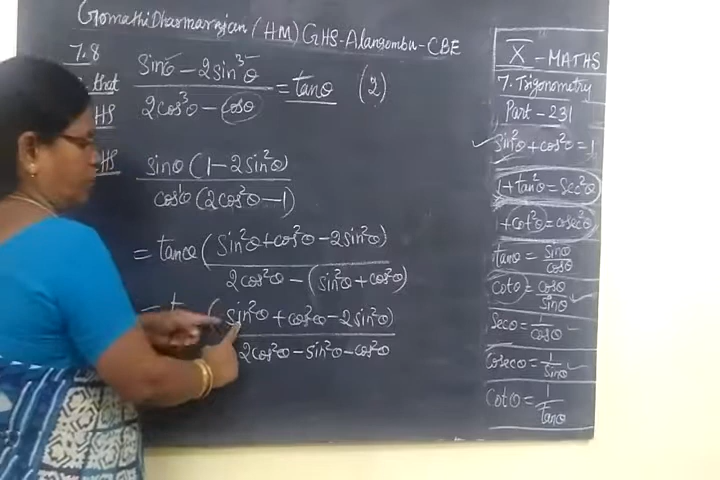 Gomathi Dharmarajan (HM) GHS-Alangombu-CBE
7.8
that sinθ - 2sin³θ / 2cos³θ - cosθ = tanθ (2)
HS
HS sinθ (1 - 2sin²θ) / cosθ (2cos²θ - 1)
= tanθ (sin²θ + cos²θ - 2sin²θ) / 2cos²θ - (sin²θ + cos²θ)
= t (sin²θ + cos²θ - 2sin²θ) / 2cos²θ - sin²θ - cos²θ
X - MATHS
7. Trigonometry
Part - 231
sin²θ + cos²θ = 1
1 + tan²θ = sec²θ
1 + cot²θ = cosec²θ
tanθ = sinθ / cosθ
cotθ = cosθ / sinθ
secθ = 1 / cosθ
cosecθ = 1 / sinθ
cotθ = 1 / tanθ